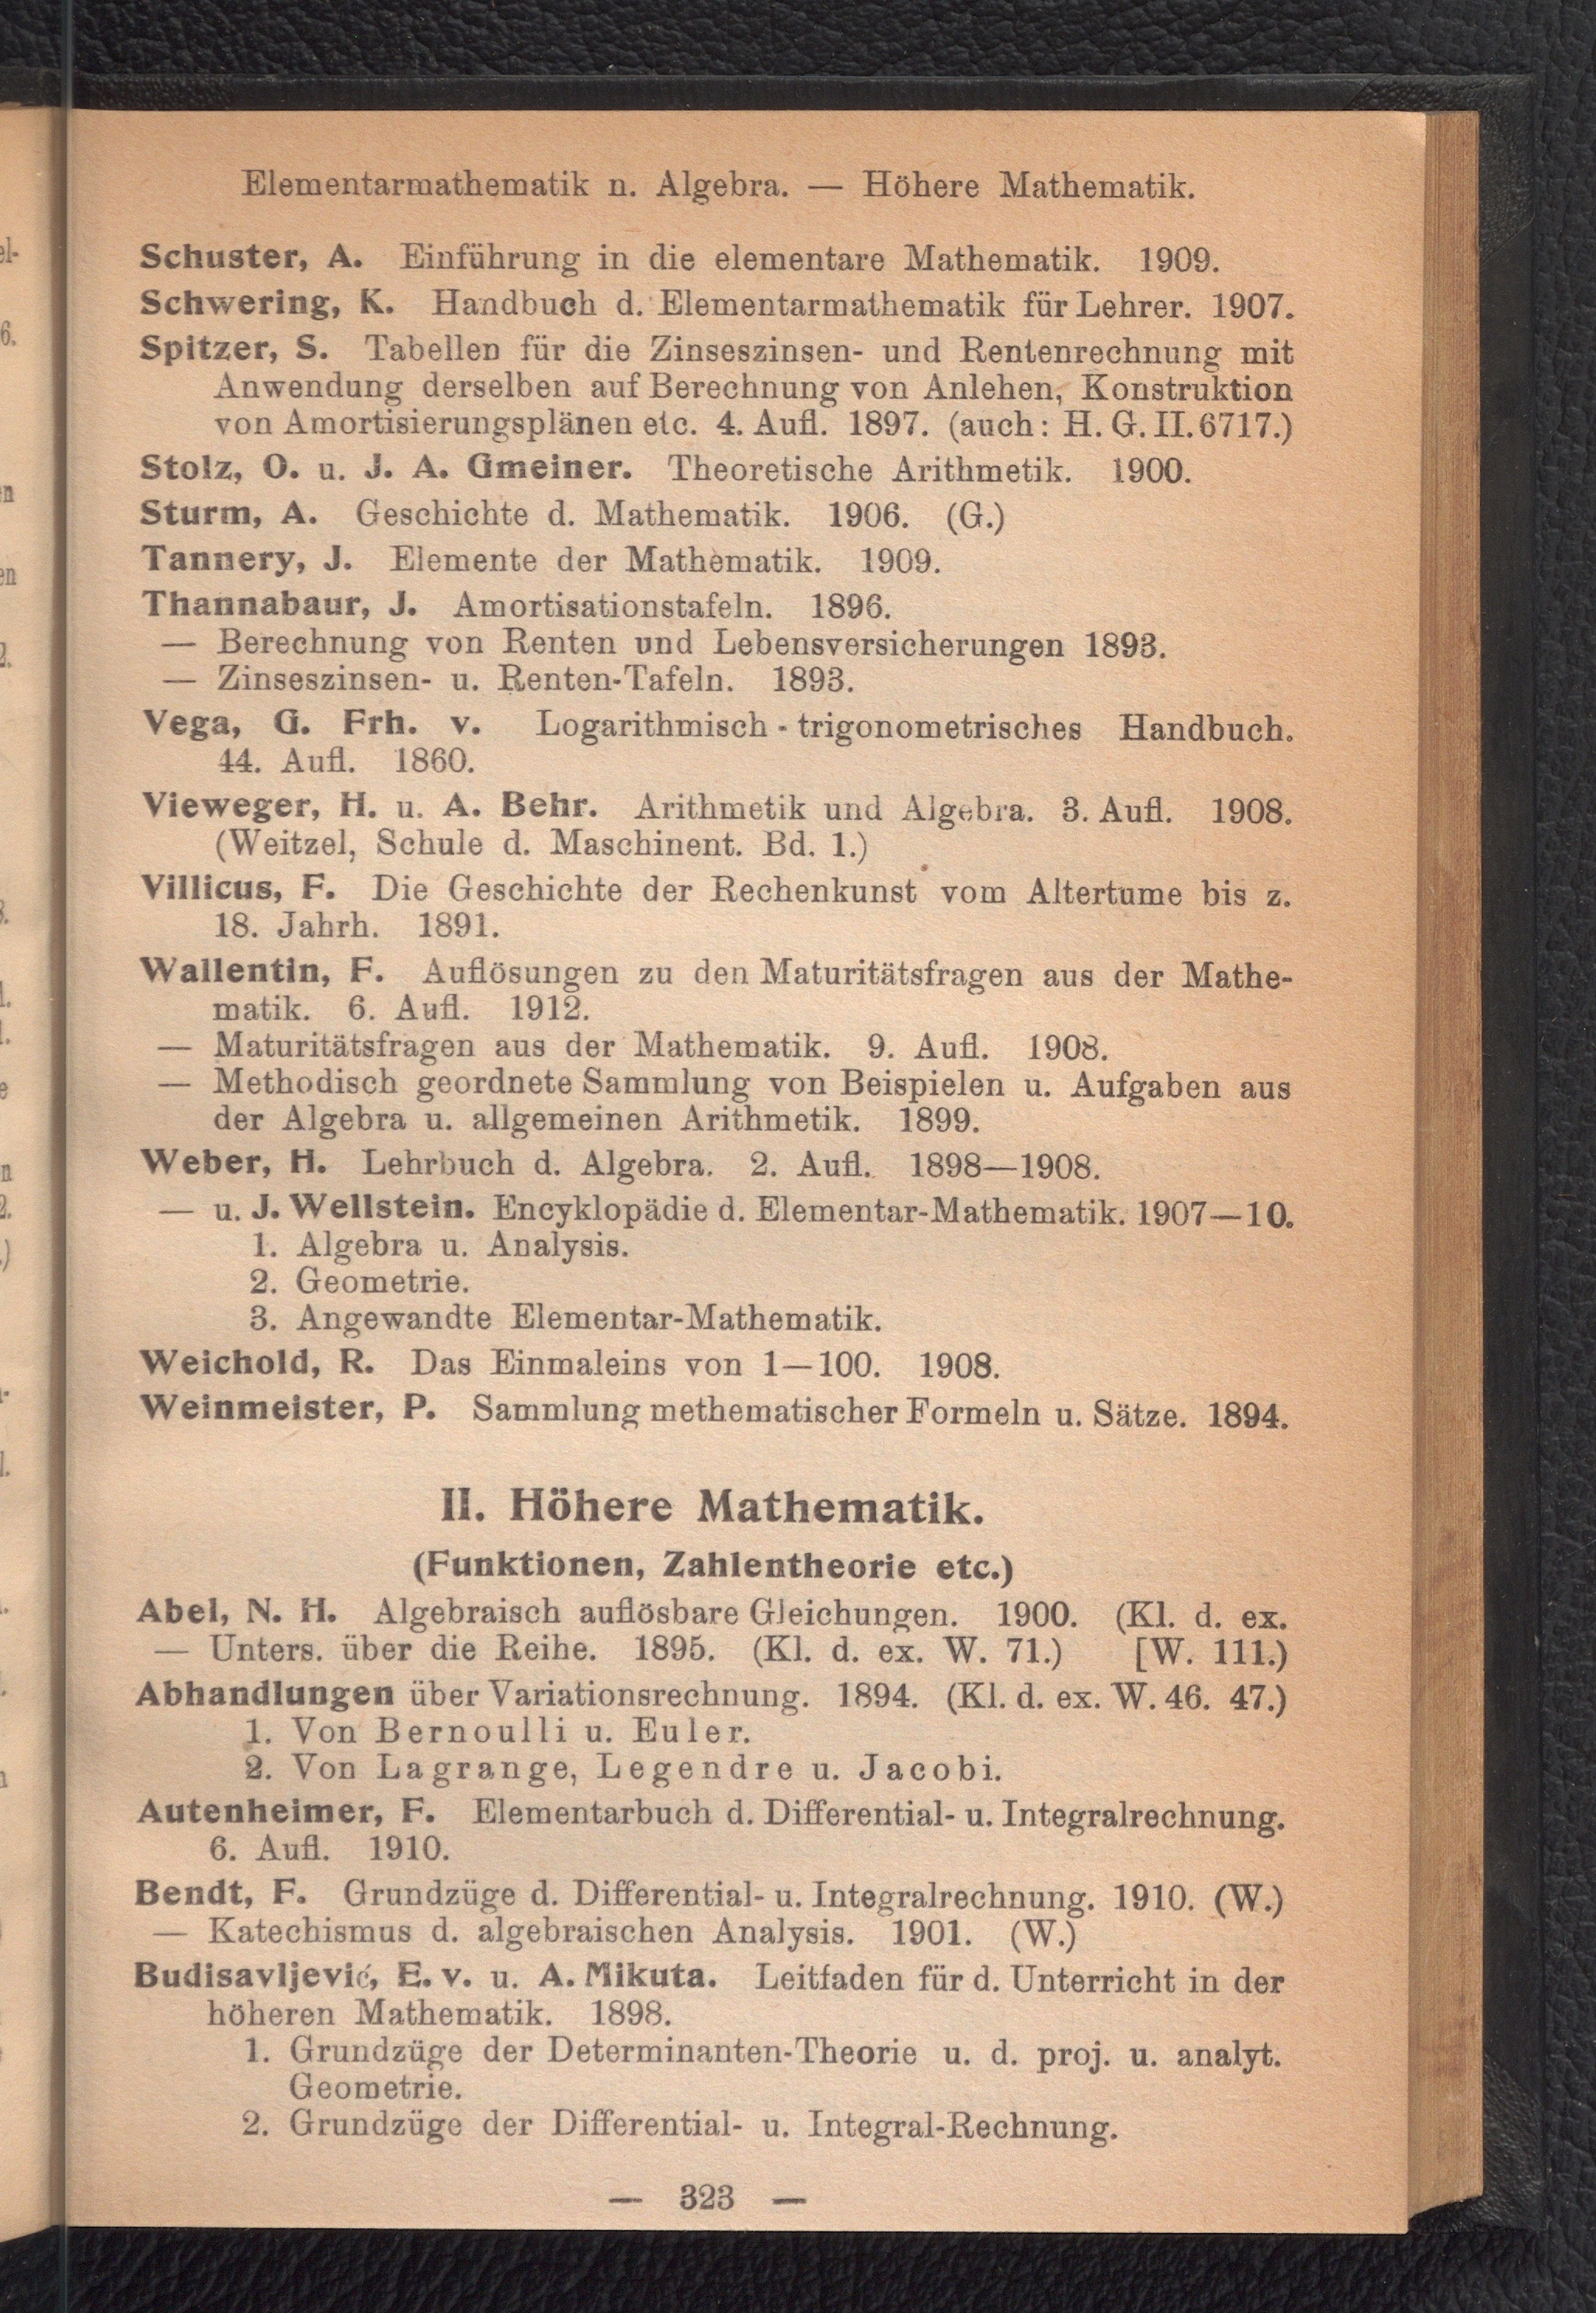 Elementarmathematik n. Algebra. — Höhere Mathematik.
Schuster, A. Einführung in die elementare Mathematik. 1909.
Schwering, K. Handbuch d. Elementarmathematik für Lehrer. 1907.
Spitzer, S. Tabellen für die Zinseszinsen- und Rentenrechnung mit
Anwendung derselben auf Berechnung von Anlehen, Konstruktion
von Amortisierungsplänen etc. 4. Aufl. 1897. (auch: H. G. II. 6717.)
Stolz, O. u. J. A. Gmeiner. Theoretische Arithmetik. 1900.
Sturm, A. Geschichte d. Mathematik. 1906. (G.)
Tannery, J. Elemente der Mathematik. 1909.
Thannabaur, J. Amortisationstafeln. 1896.
— Berechnung von Renten und Lebensversicherungen 1893.
— Zinseszinsen- u. Renten-Tafeln. 1893.
Vega, G. Frh. v. Logarithmisch-trigonometrisches Handbuch.
44. Aufl. 1860.
Vieweger, H. u. A. Behr. Arithmetik und Algebra. 3. Aufl. 1908.
(Weitzel, Schule d. Maschinent. Bd. 1.)
Villicus, F. Die Geschichte der Rechenkunst vom Altertume bis z.
18. Jahrh. 1891.
Wallentin, F. Auflösungen zu den Maturitätsfragen aus der Mathe-
matik. 6. Aufl. 1912.
— Maturitätsfragen aus der Mathematik. 9. Aufl. 1908.
— Methodisch geordnete Sammlung von Beispielen u. Aufgaben aus
der Algebra u. allgemeinen Arithmetik. 1899.
Weber, H. Lehrbuch d. Algebra. 2. Aufl. 1898—1908.
— u. J. Wellstein. Encyklopädie d. Elementar-Mathematik. 1907—10.
1. Algebra u. Analysis.
2. Geometrie.
3. Angewandte Elementar-Mathematik.
Weichold, R. Das Einmaleins von 1—100. 1908.
Weinmeister, P. Sammlung methematischer Formeln u. Sätze. 1894.
II. Höhere Mathematik.
(Funktionen, Zahlentheorie etc.)
Abel, N. H. Algebraisch auflösbare Gleichungen. 1900. (Kl. d. ex.
— Unters. über die Reihe. 1895. (Kl. d. ex. W. 71.) [W. 111.)
Abhandlungen über Variationsrechnung. 1894. (Kl. d. ex. W. 46. 47.)
1. Von Bernoulli u. Euler.
2. Von Lagrange, Legendre u. Jacobi.
Autenheimer, F. Elementarbuch d. Differential- u. Integralrechnung.
6. Aufl. 1910.
Bendt, F. Grundzüge d. Differential- u. Integralrechnung. 1910. (W.)
— Katechismus d. algebraischen Analysis. 1901. (W.)
Budisavljević, E. v. u. A. Mikuta. Leitfaden für d. Unterricht in der
höheren Mathematik. 1898.
1. Grundzüge der Determinanten-Theorie u. d. proj. u. analyt.
Geometrie.
2. Grundzüge der Differential- u. Integral-Rechnung.
— 323 —